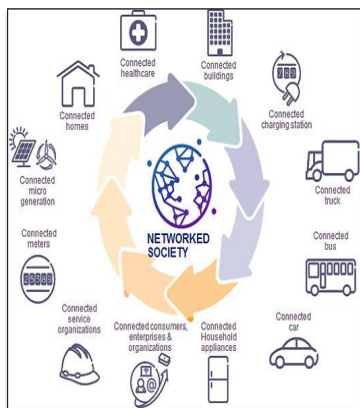 Connected
healthcare
Connected
buildings
Connected
charging station
Connected
truck
Connected
bus
Connected
car
Connected
Household
appliances
Connected consumers,
enterprises &
organizations
Connected
service
organizations
Connected
meters
Connected
micro
generation
Connected
homes
NETWORKED
SOCIETY